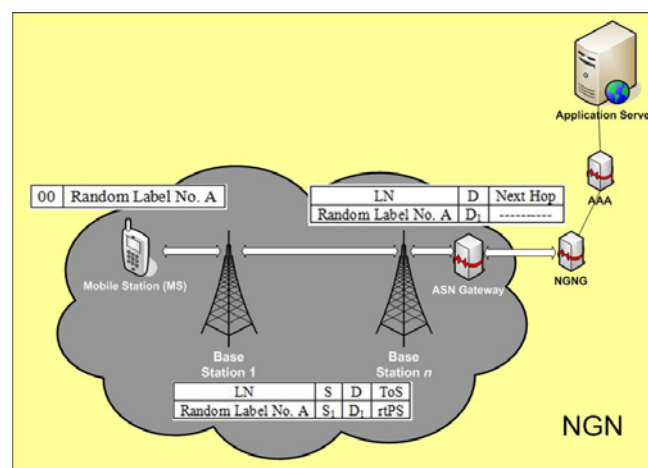 Application Server
00 Random Label No. A
LN D Next Hop
Random Label No. A D1 ----------
AAA
Mobile Station (MS)
ASN Gateway
NGNG
Base
Station 1
Base
Station n
LN S D ToS
Random Label No. A S1 D1 rtPS
NGN